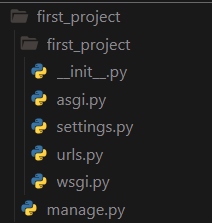 first_project
first_project
__init__.py
asgi.py
settings.py
urls.py
wsgi.py
manage.py